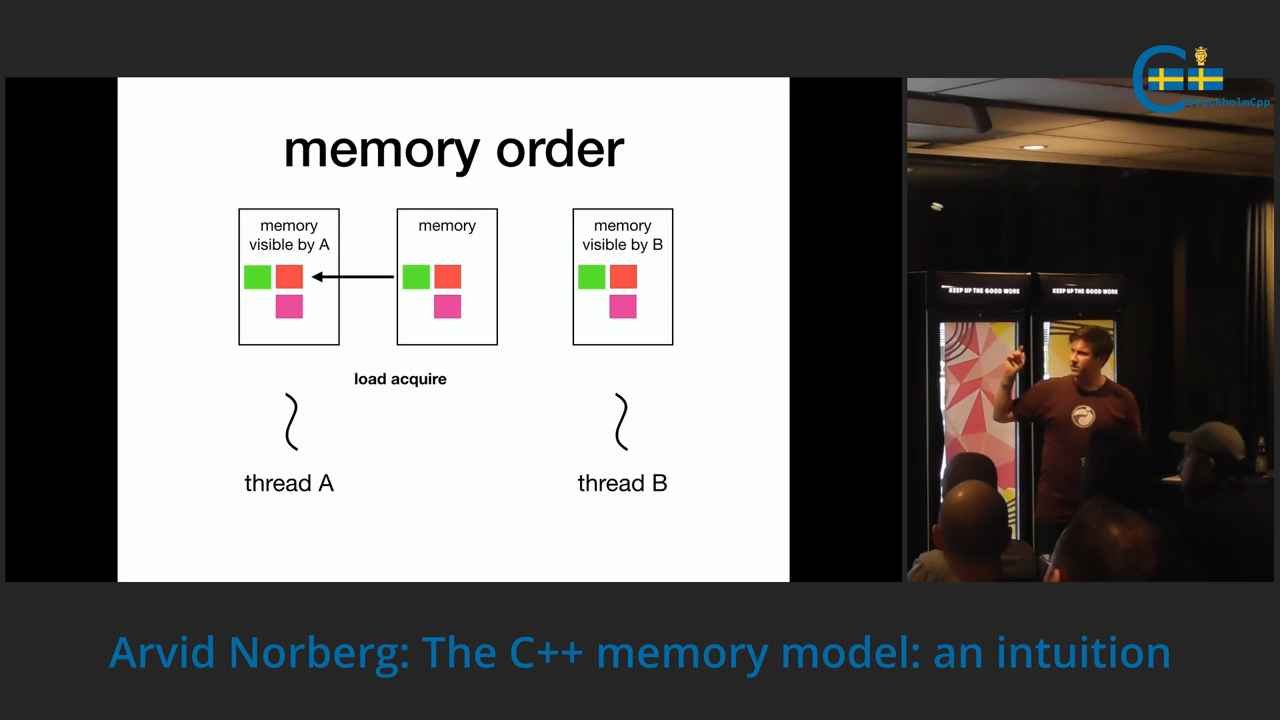 StockholmCpp
memory order
memory
visible by A
memory
memory
visible by B
load acquire
thread A
thread B
KEEP UP THE GOOD WORK
KEEP UP THE GOOD WORK
Arvid Norberg: The C++ memory model: an intuition